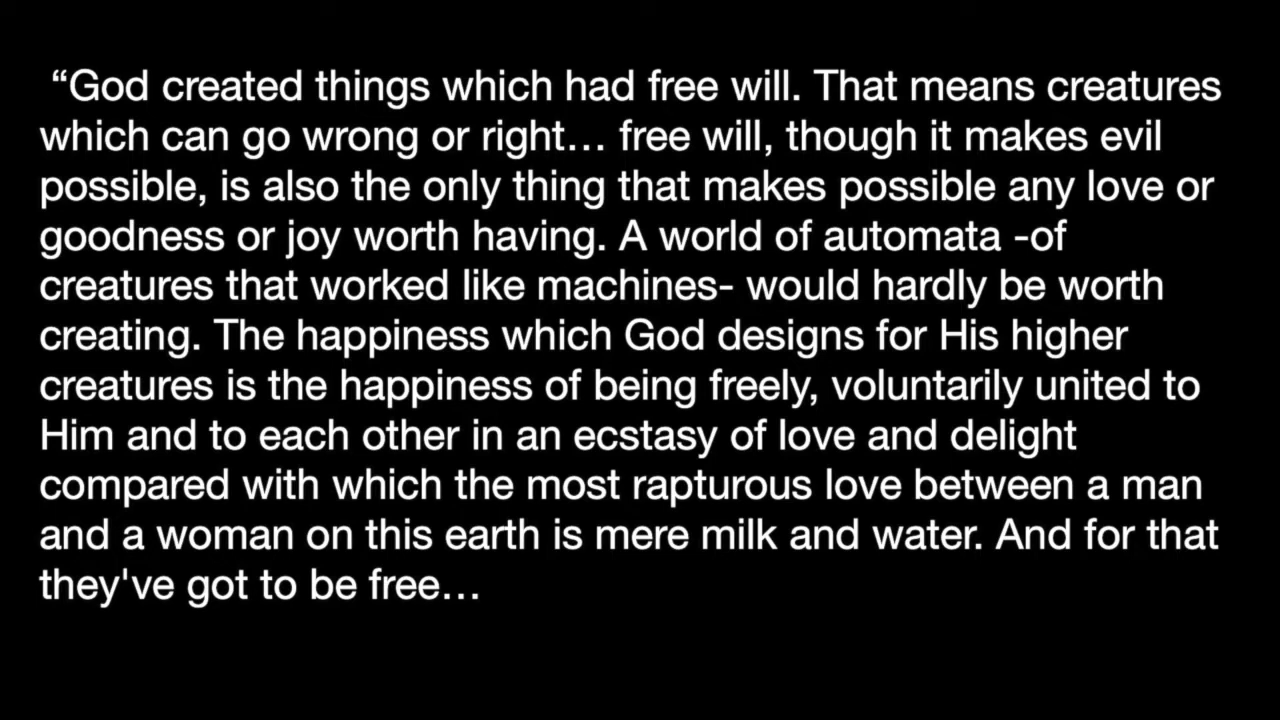 “God created things which had free will. That means creatures
which can go wrong or right… free will, though it makes evil
possible, is also the only thing that makes possible any love or
goodness or joy worth having. A world of automata -of
creatures that worked like machines- would hardly be worth
creating. The happiness which God designs for His higher
creatures is the happiness of being freely, voluntarily united to
Him and to each other in an ecstasy of love and delight
compared with which the most rapturous love between a man
and a woman on this earth is mere milk and water. And for that
they've got to be free…